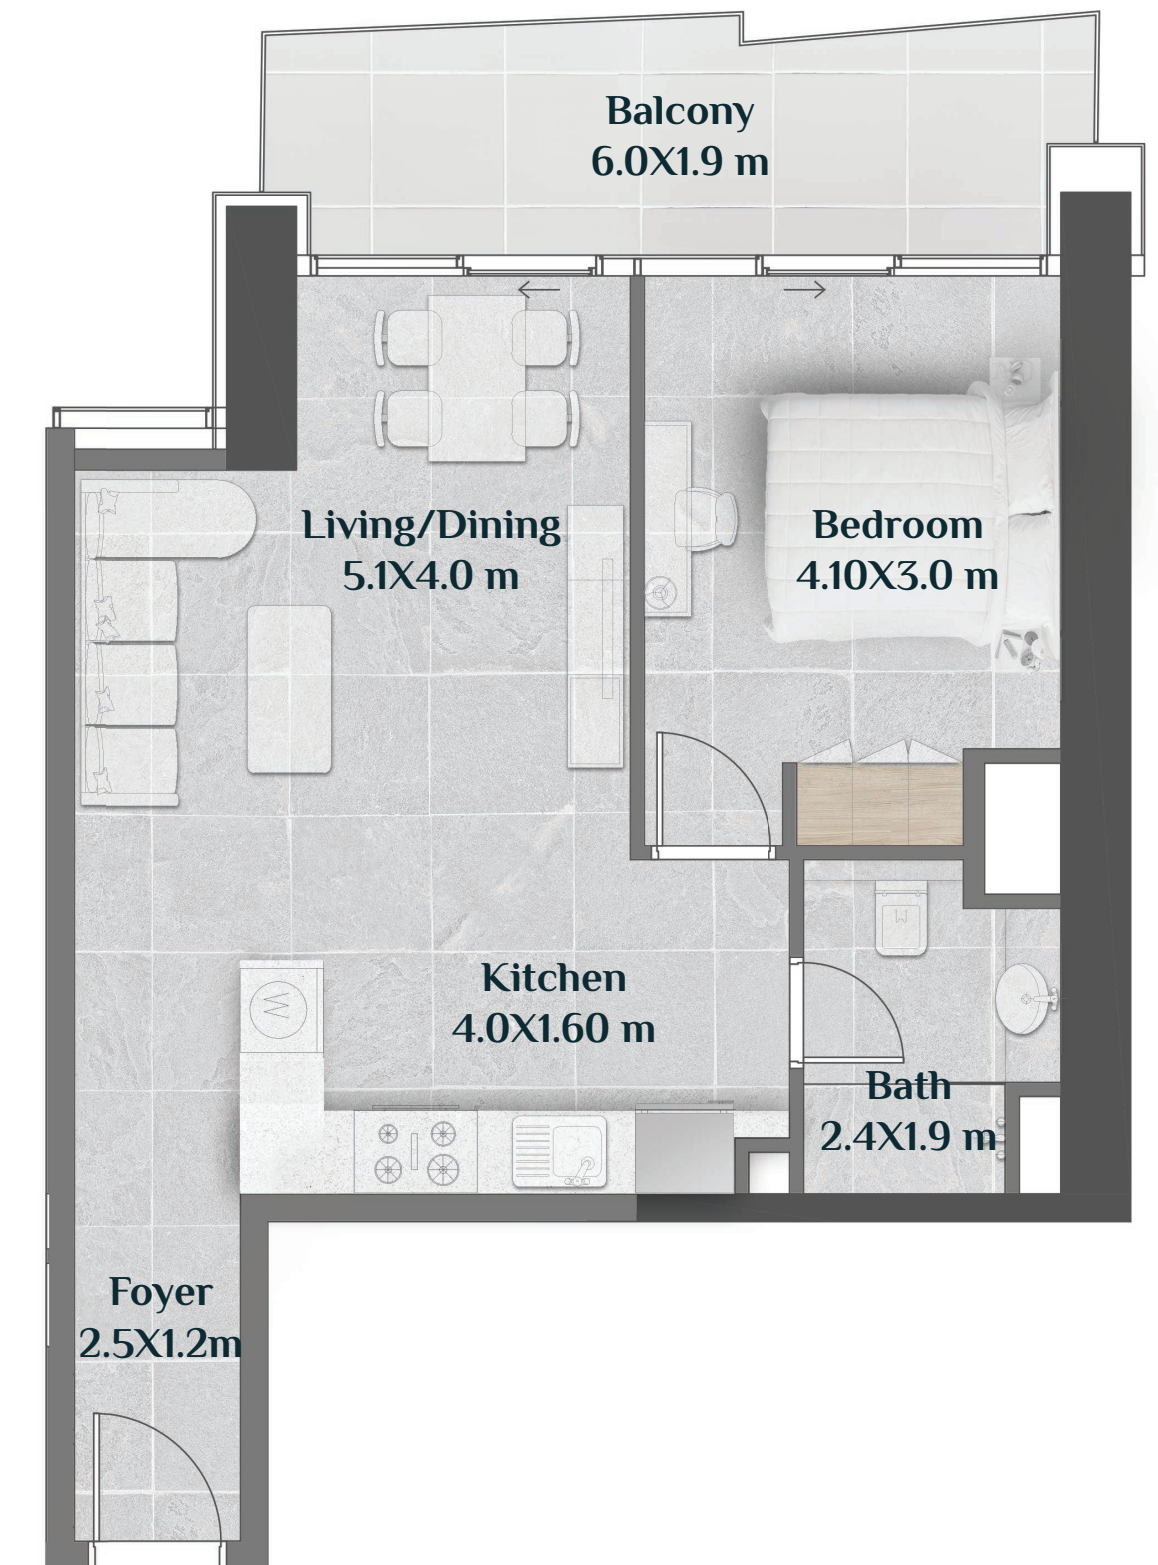 Balcony
6.0X1.9 m
Living/Dining
5.1X4.0 m
Bedroom
4.10X3.0 m
Kitchen
4.0X1.60 m
W
Bath
2.4X1.9 m
Foyer
2.5X1.2m